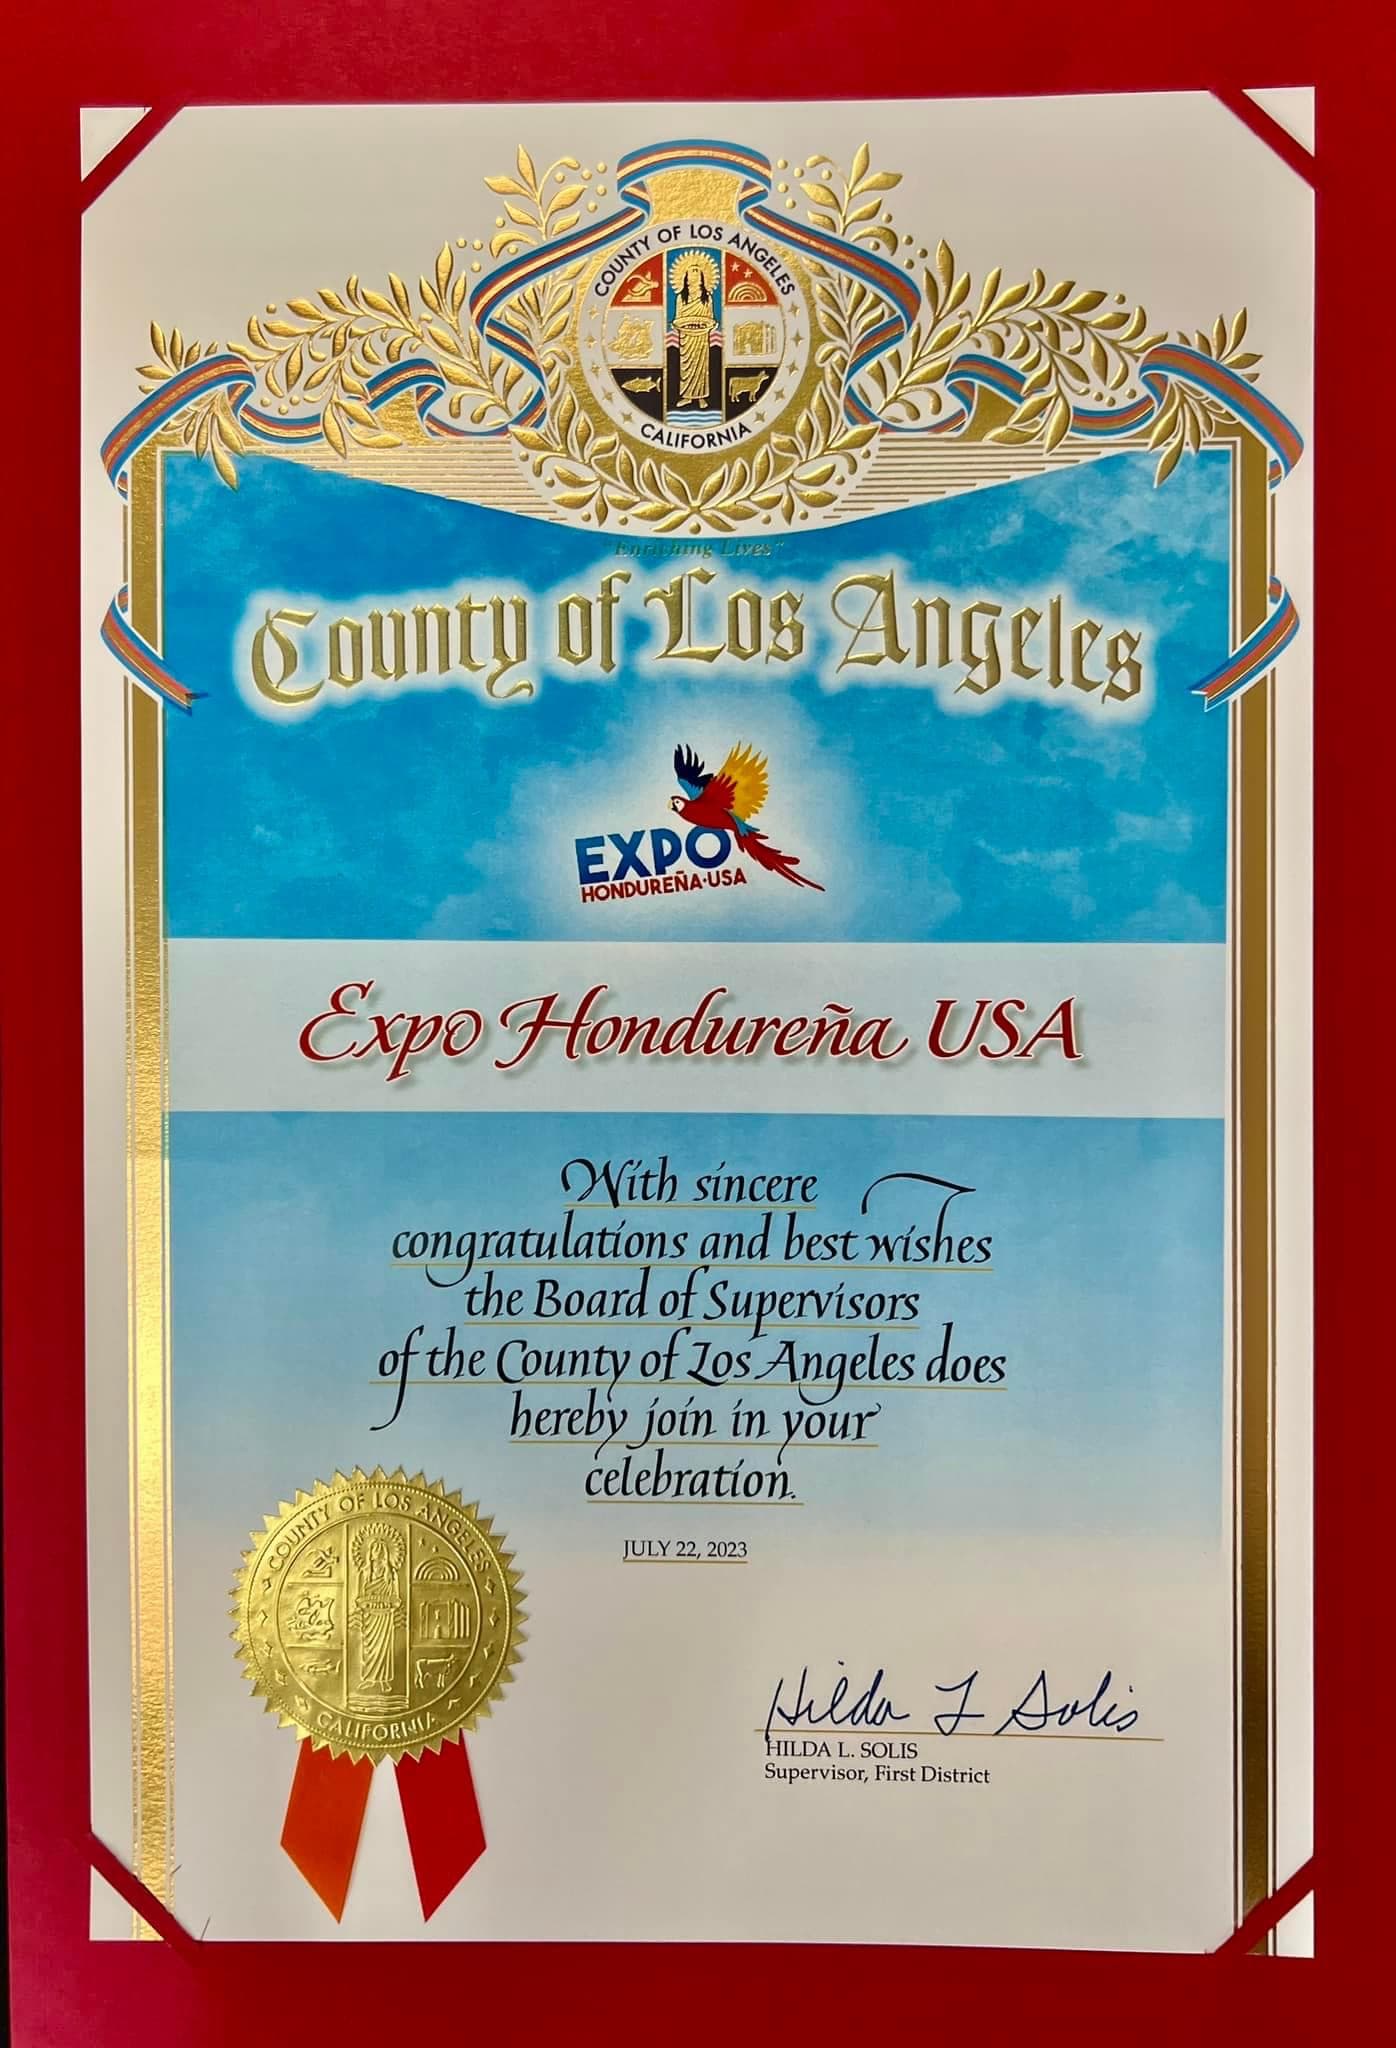 COUNTY OF LOS ANGELES
CALIFORNIA
"Enriching Lives"
County of Los Angeles
EXPO
HONDUREÑA·USA
Expo Hondureña USA
With sincere
congratulations and best wishes
the Board of Supervisors
of the County of Los Angeles does
hereby join in your
celebration.
JULY 22, 2023
COUNTY OF LOS ANGELES
CALIFORNIA
Hilda L Solis
HILDA L. SOLIS
Supervisor, First District